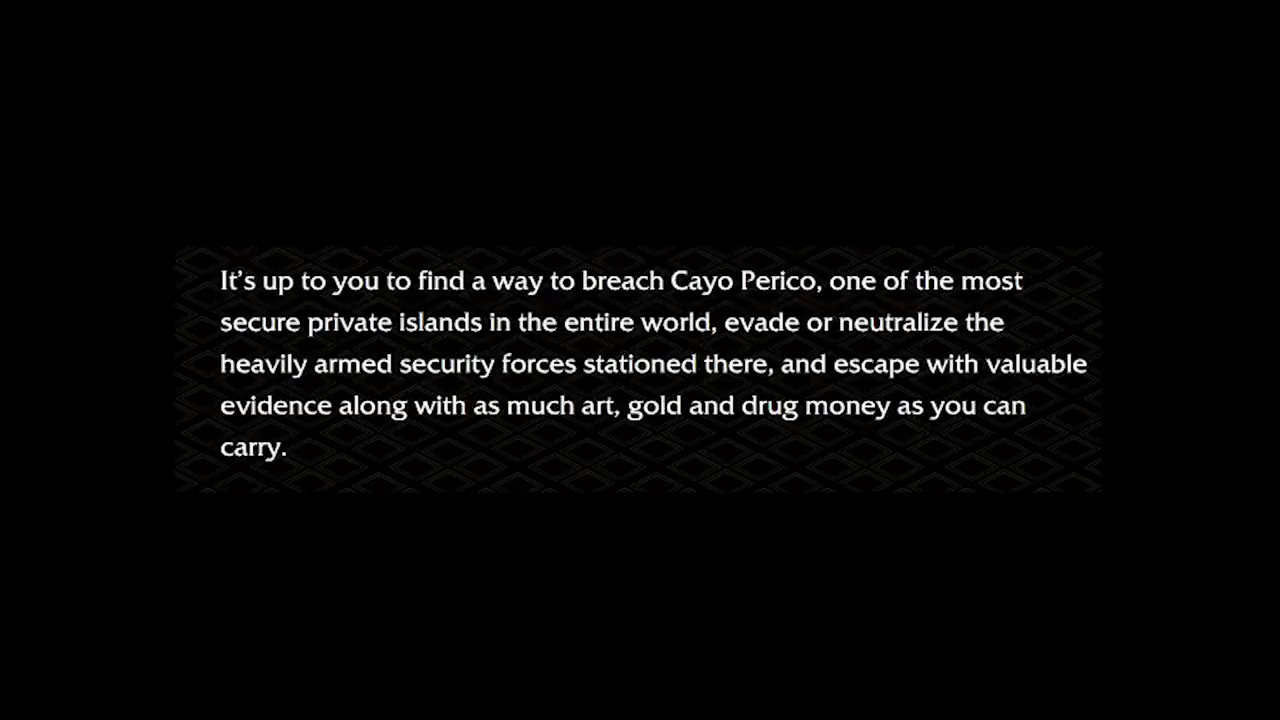 It’s up to you to find a way to breach Cayo Perico, one of the most
secure private islands in the entire world, evade or neutralize the
heavily armed security forces stationed there, and escape with valuable
evidence along with as much art, gold and drug money as you can
carry.